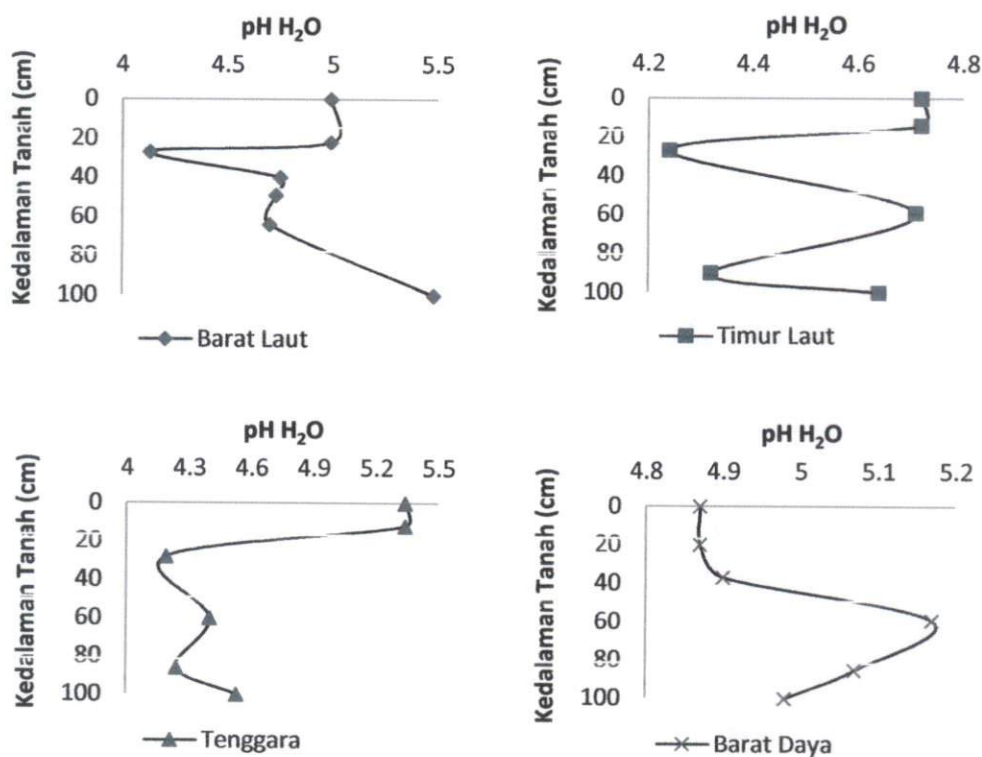 pH H₂O
4 4.5 5 5.5
Kedalaman Tanah (cm)
0
20
40
60
80
100
Barat Laut
pH H₂O
4.2 4.4 4.6 4.8
Kedalaman Tanah (cm)
0
20
40
60
80
100
Timur Laut
pH H₂O
4 4.3 4.6 4.9 5.2 5.5
Kedalaman Tanah (cm)
0
20
40
60
80
100
Tenggara
pH H₂O
4.8 4.9 5 5.1 5.2
Kedalaman Tanah (cm)
0
20
40
60
80
100
Barat Daya